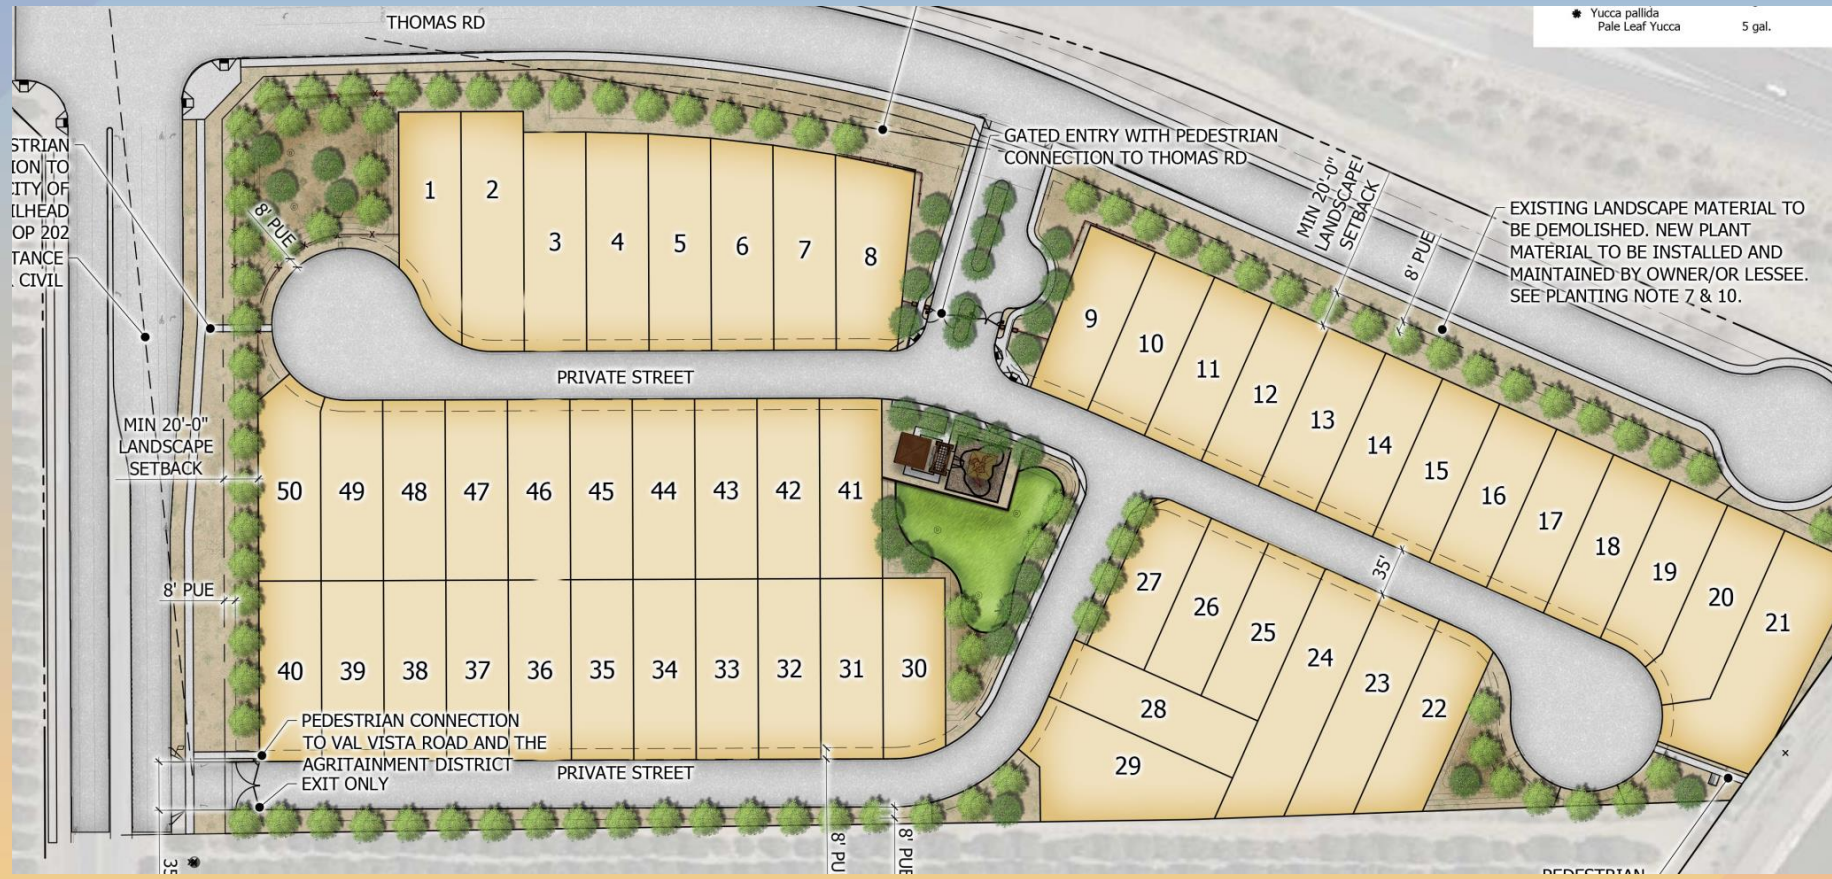 THOMAS RD
Yucca pallida
Pale Leaf Yucca 5 gal.
STRIAN
ION TO
CITY OF
ILHEAD
OP 202
TANCE
CIVIL
8' PUE
GATED ENTRY WITH PEDESTRIAN
CONNECTION TO THOMAS RD
MIN 20'-0"
LANDSCAPE
SETBACK
8' PUE
EXISTING LANDSCAPE MATERIAL TO
BE DEMOLISHED. NEW PLANT
MATERIAL TO BE INSTALLED AND
MAINTAINED BY OWNER/OR LESSEE.
SEE PLANTING NOTE 7 & 10.
1 2 3 4 5 6 7 8
9 10 11 12 13 14 15 16 17 18 19 20 21
PRIVATE STREET
MIN 20'-0"
LANDSCAPE
SETBACK
50 49 48 47 46 45 44 43 42 41
35'
27 26 25 24 23 22
8' PUE
40 39 38 37 36 35 34 33 32 31 30
28
29
PEDESTRIAN CONNECTION
TO VAL VISTA ROAD AND THE
AGRITAINMENT DISTRICT
EXIT ONLY
PRIVATE STREET
35
8' PU
8' PUE
PEDESTRIAN